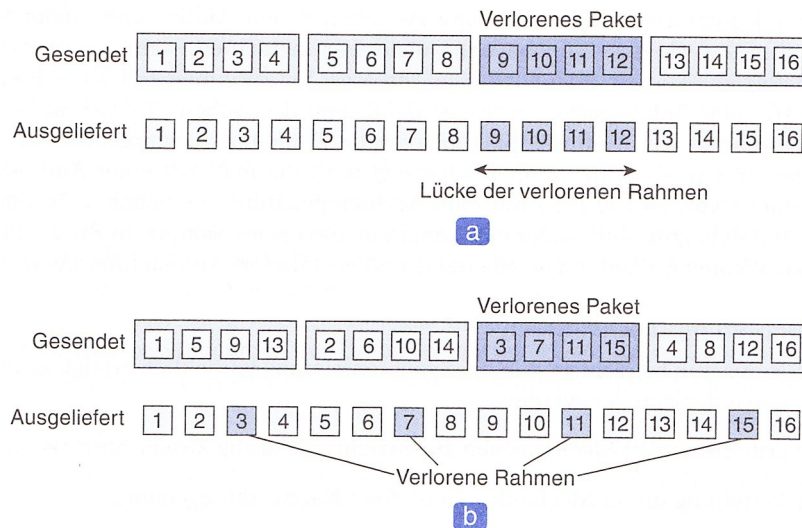 Verlorenes Paket
Gesendet 1 2 3 4 5 6 7 8 9 10 11 12 13 14 15 16
Ausgeliefert 1 2 3 4 5 6 7 8 9 10 11 12 13 14 15 16
Lücke der verlorenen Rahmen
a
Verlorenes Paket
Gesendet 1 5 9 13 2 6 10 14 3 7 11 15 4 8 12 16
Ausgeliefert 1 2 3 4 5 6 7 8 9 10 11 12 13 14 15 16
Verlorene Rahmen
b